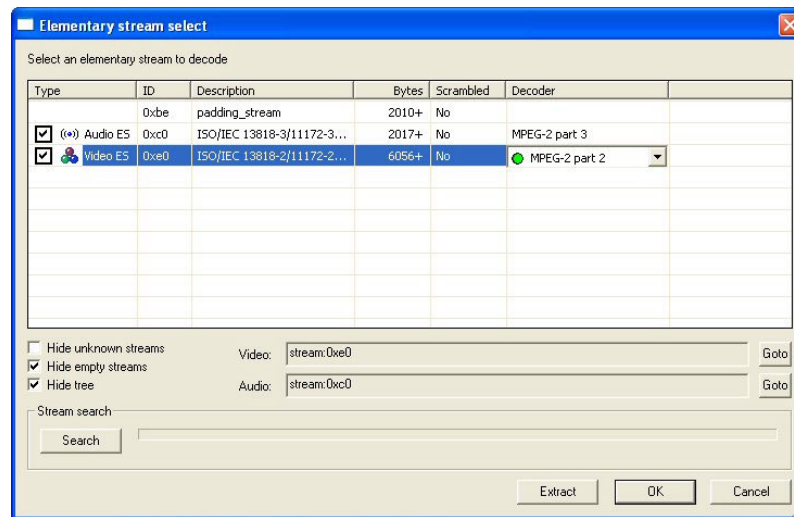 Elementary stream select
Select an elementary stream to decode
Type ID Description Bytes Scrambled Decoder
0xbe padding_stream 2010+ No
Audio ES 0xc0 ISO/IEC 13818-3/11172-3... 2017+ No MPEG-2 part 3
Video ES 0xe0 ISO/IEC 13818-2/11172-2... 6056+ No MPEG-2 part 2
Hide unknown streams
Hide empty streams
Hide tree
Video: stream:0xe0 Goto
Audio: stream:0xc0 Goto
Stream search
Search
Extract OK Cancel